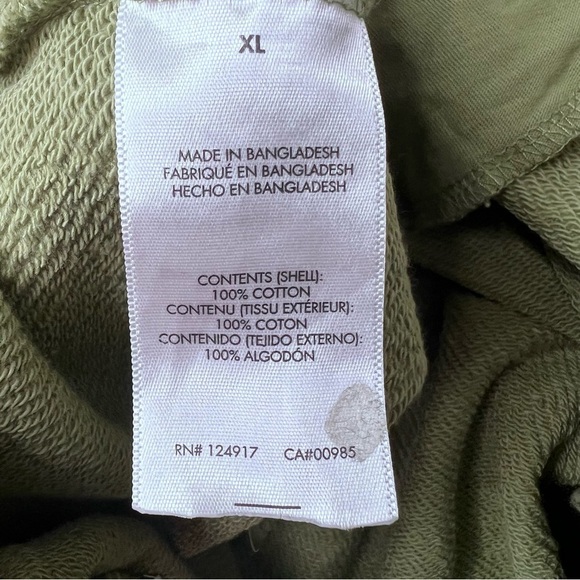 XL
MADE IN BANGLADESH
FABRIQUÉ EN BANGLADESH
HECHO EN BANGLADESH
CONTENTS (SHELL):
100% COTTON
CONTENU (TISSU EXTÉRIEUR):
100% COTON
CONTENIDO (TEJIDO EXTERNO):
100% ALGODÓN
RN# 124917 CA#00985